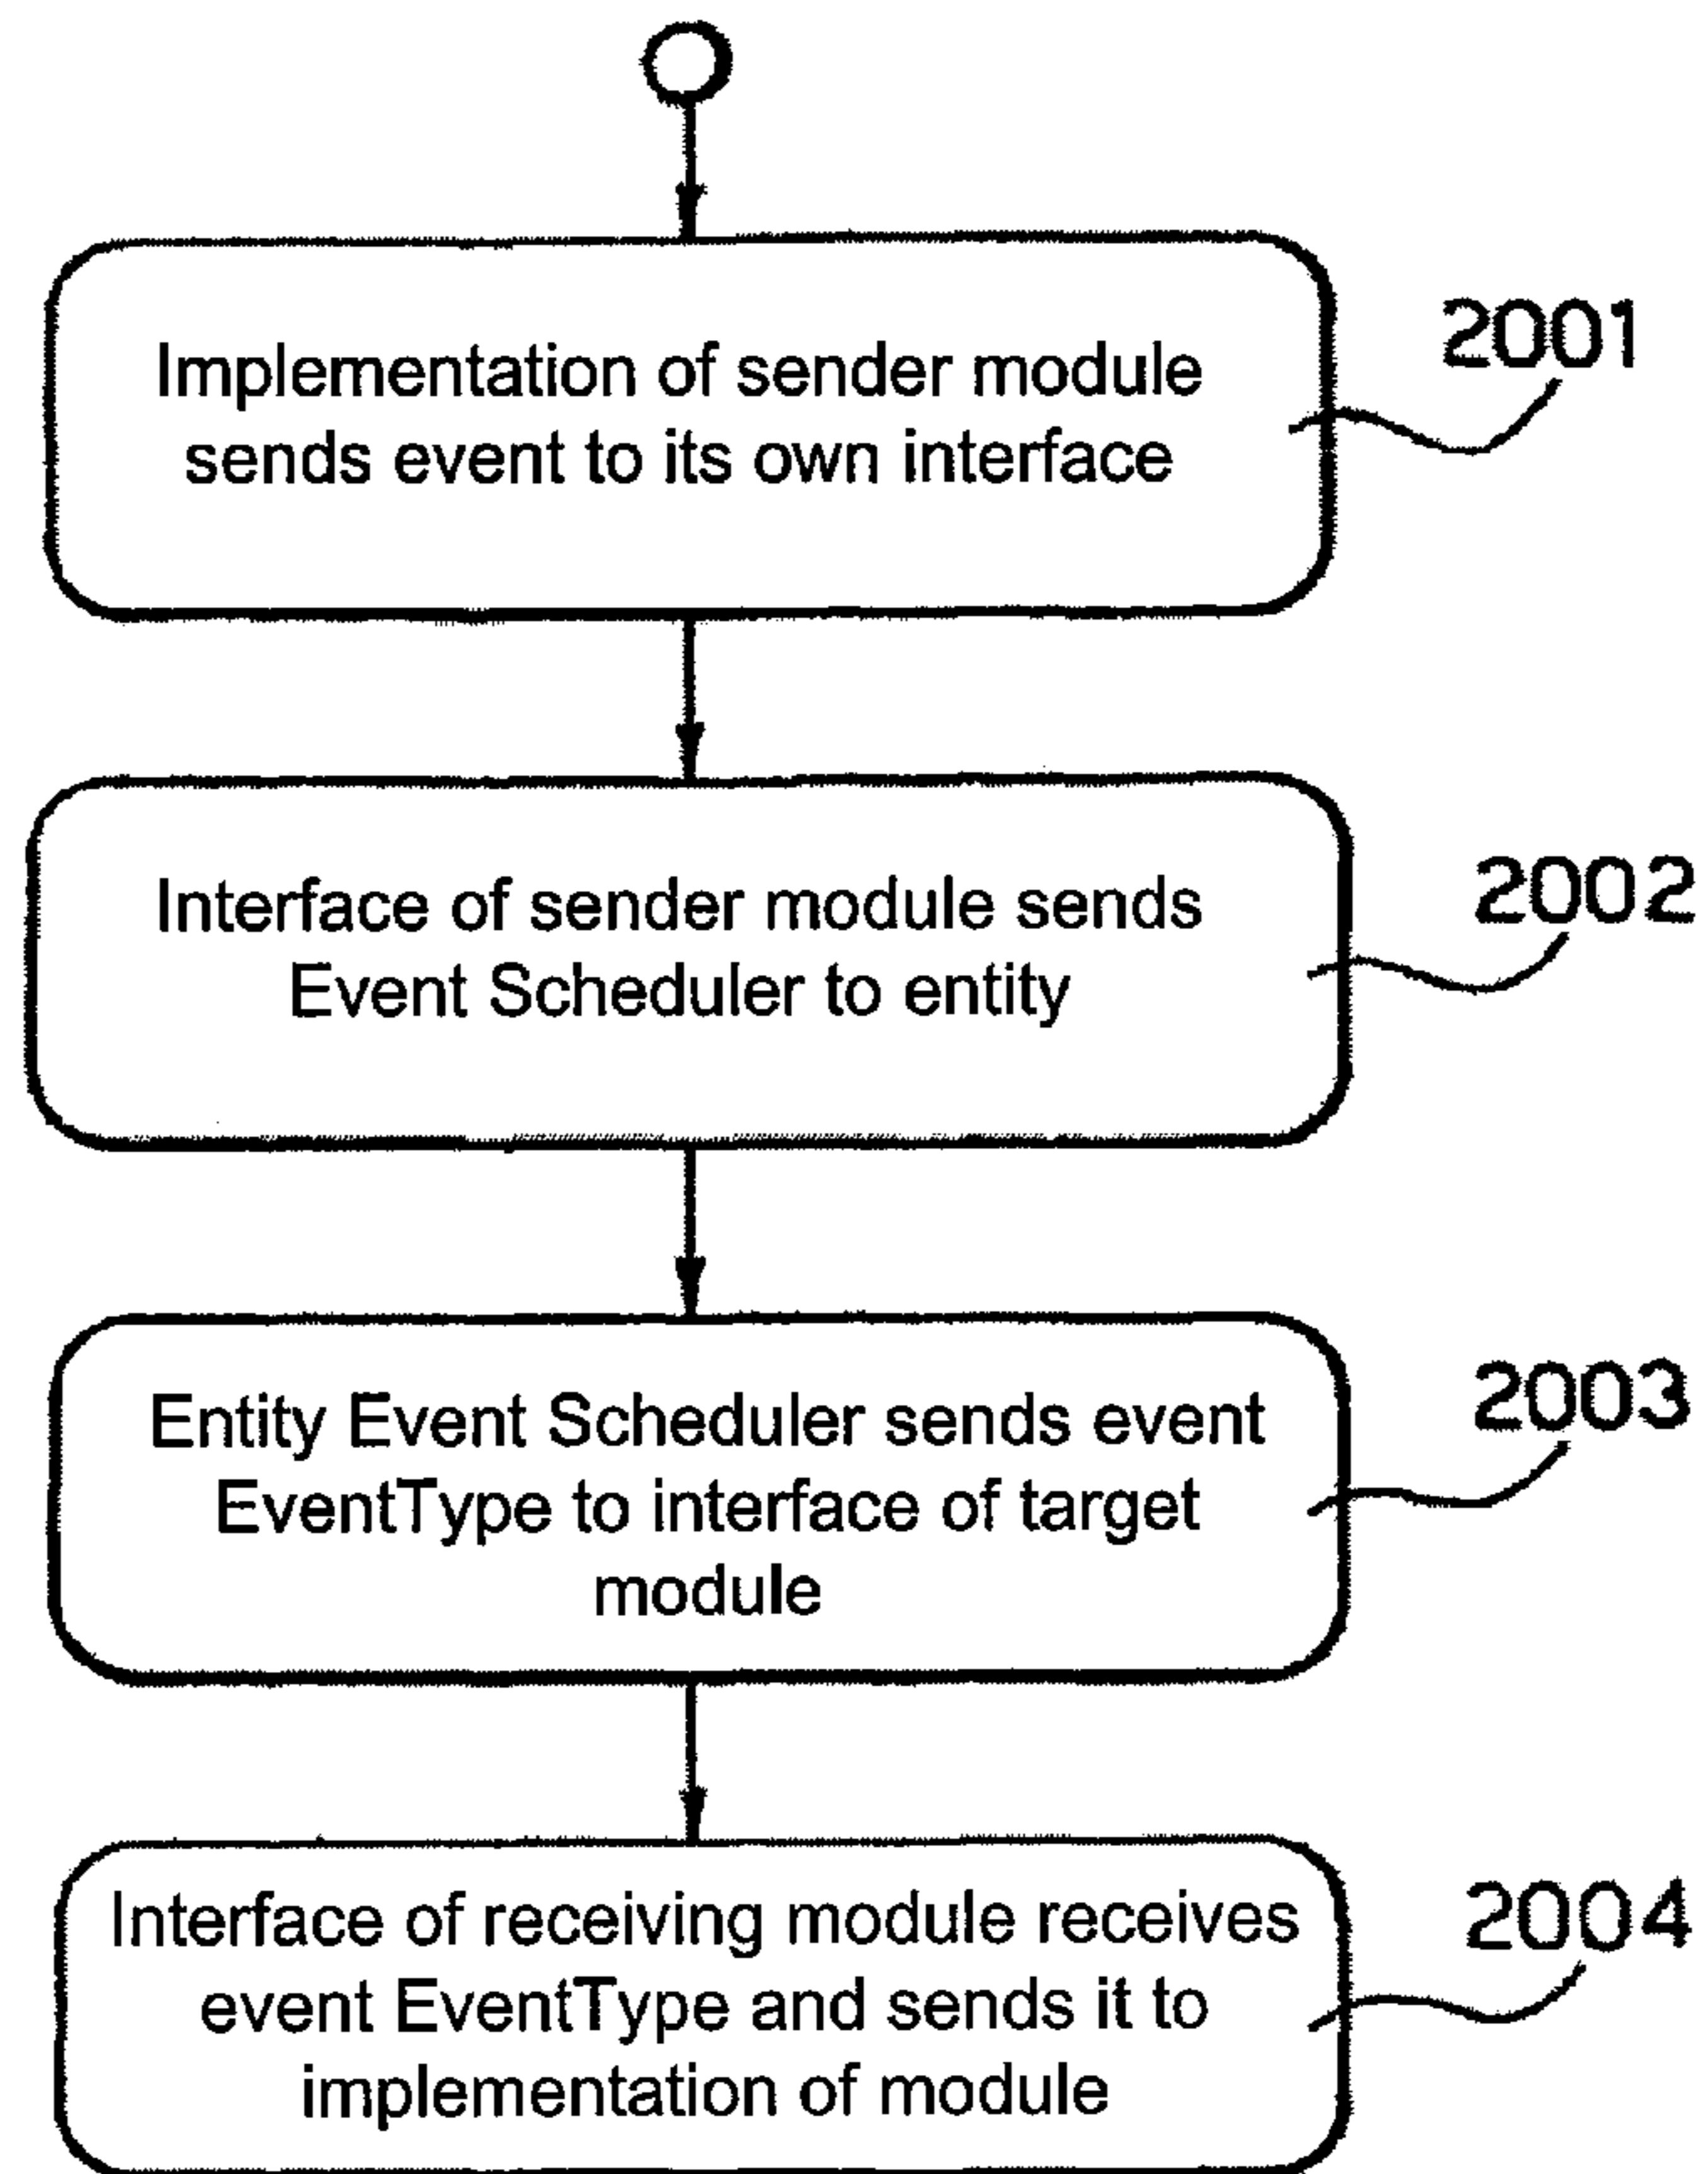 Implementation of sender module
sends event to its own interface
2001
Interface of sender module sends
Event Scheduler to entity
2002
Entity Event Scheduler sends event
EventType to interface of target
module
2003
Interface of receiving module receives
event EventType and sends it to
implementation of module
2004